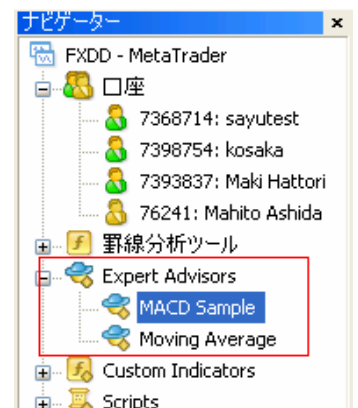 ナビゲーター
FXDD - MetaTrader
口座
7368714: sayutest
7398754: kosaka
7393837: Maki Hattori
76241: Mahito Ashida
罫線分析ツール
Expert Advisors
MACD Sample
Moving Average
Custom Indicators
Scripts